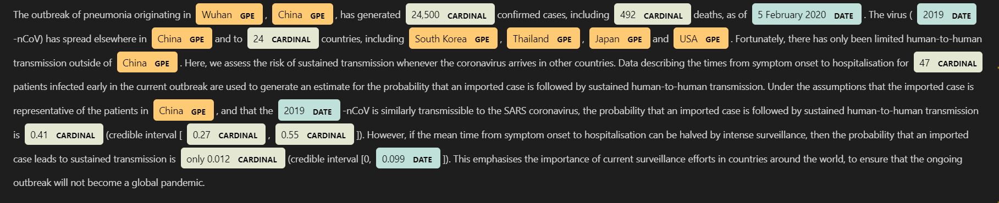 The outbreak of pneumonia originating in Wuhan GPE , China GPE , has generated 24,500 CARDINAL confirmed cases, including 492 CARDINAL deaths, as of 5 February 2020 DATE . The virus ( 2019 DATE
-nCoV) has spread elsewhere in China GPE and to 24 CARDINAL countries, including South Korea GPE , Thailand GPE , Japan GPE and USA GPE . Fortunately, there has only been limited human-to-human
transmission outside of China GPE . Here, we assess the risk of sustained transmission whenever the coronavirus arrives in other countries. Data describing the times from symptom onset to hospitalisation for 47 CARDINAL
patients infected early in the current outbreak are used to generate an estimate for the probability that an imported case is followed by sustained human-to-human transmission. Under the assumptions that the imported case is
representative of the patients in China GPE , and that the 2019 DATE -nCoV is similarly transmissible to the SARS coronavirus, the probability that an imported case is followed by sustained human-to-human transmission
is 0.41 CARDINAL (credible interval [ 0.27 CARDINAL , 0.55 CARDINAL ]). However, if the mean time from symptom onset to hospitalisation can be halved by intense surveillance, then the probability that an imported
case leads to sustained transmission is only 0.012 CARDINAL (credible interval [0, 0.099 DATE ]). This emphasises the importance of current surveillance efforts in countries around the world, to ensure that the ongoing
outbreak will not become a global pandemic.